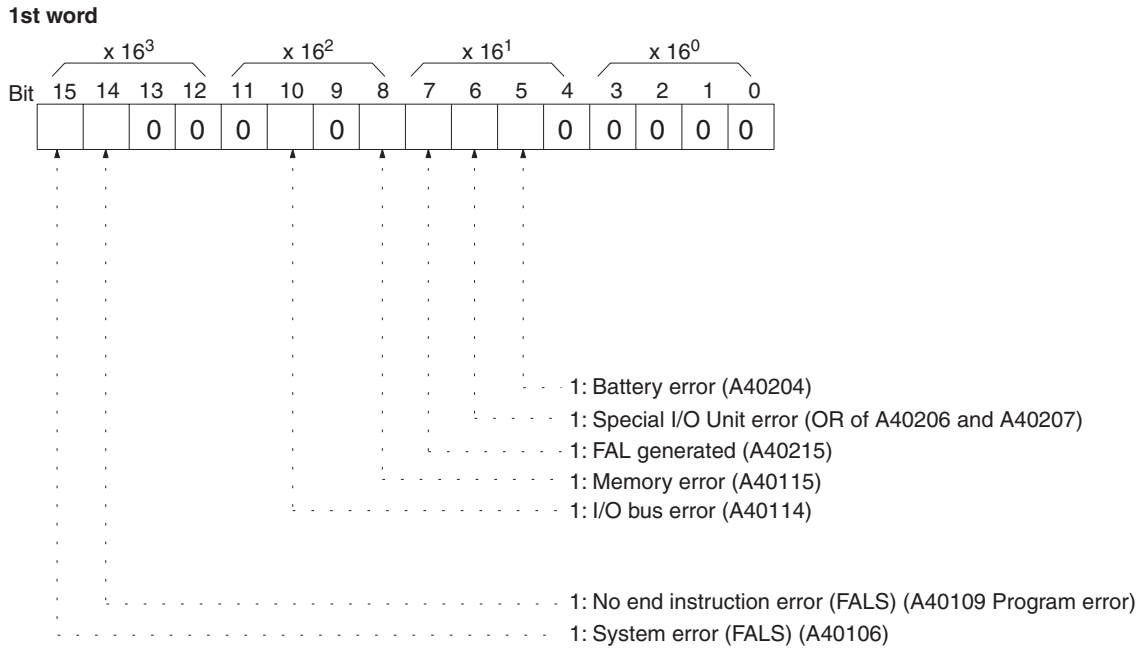 1st word
x 16³ x 16² x 16¹ x 16⁰
Bit 15 14 13 12 11 10 9 8 7 6 5 4 3 2 1 0
0 0 0 0 0 0 0 0 0
1: Battery error (A40204)
1: Special I/O Unit error (OR of A40206 and A40207)
1: FAL generated (A40215)
1: Memory error (A40115)
1: I/O bus error (A40114)
1: No end instruction error (FALS) (A40109 Program error)
1: System error (FALS) (A40106)